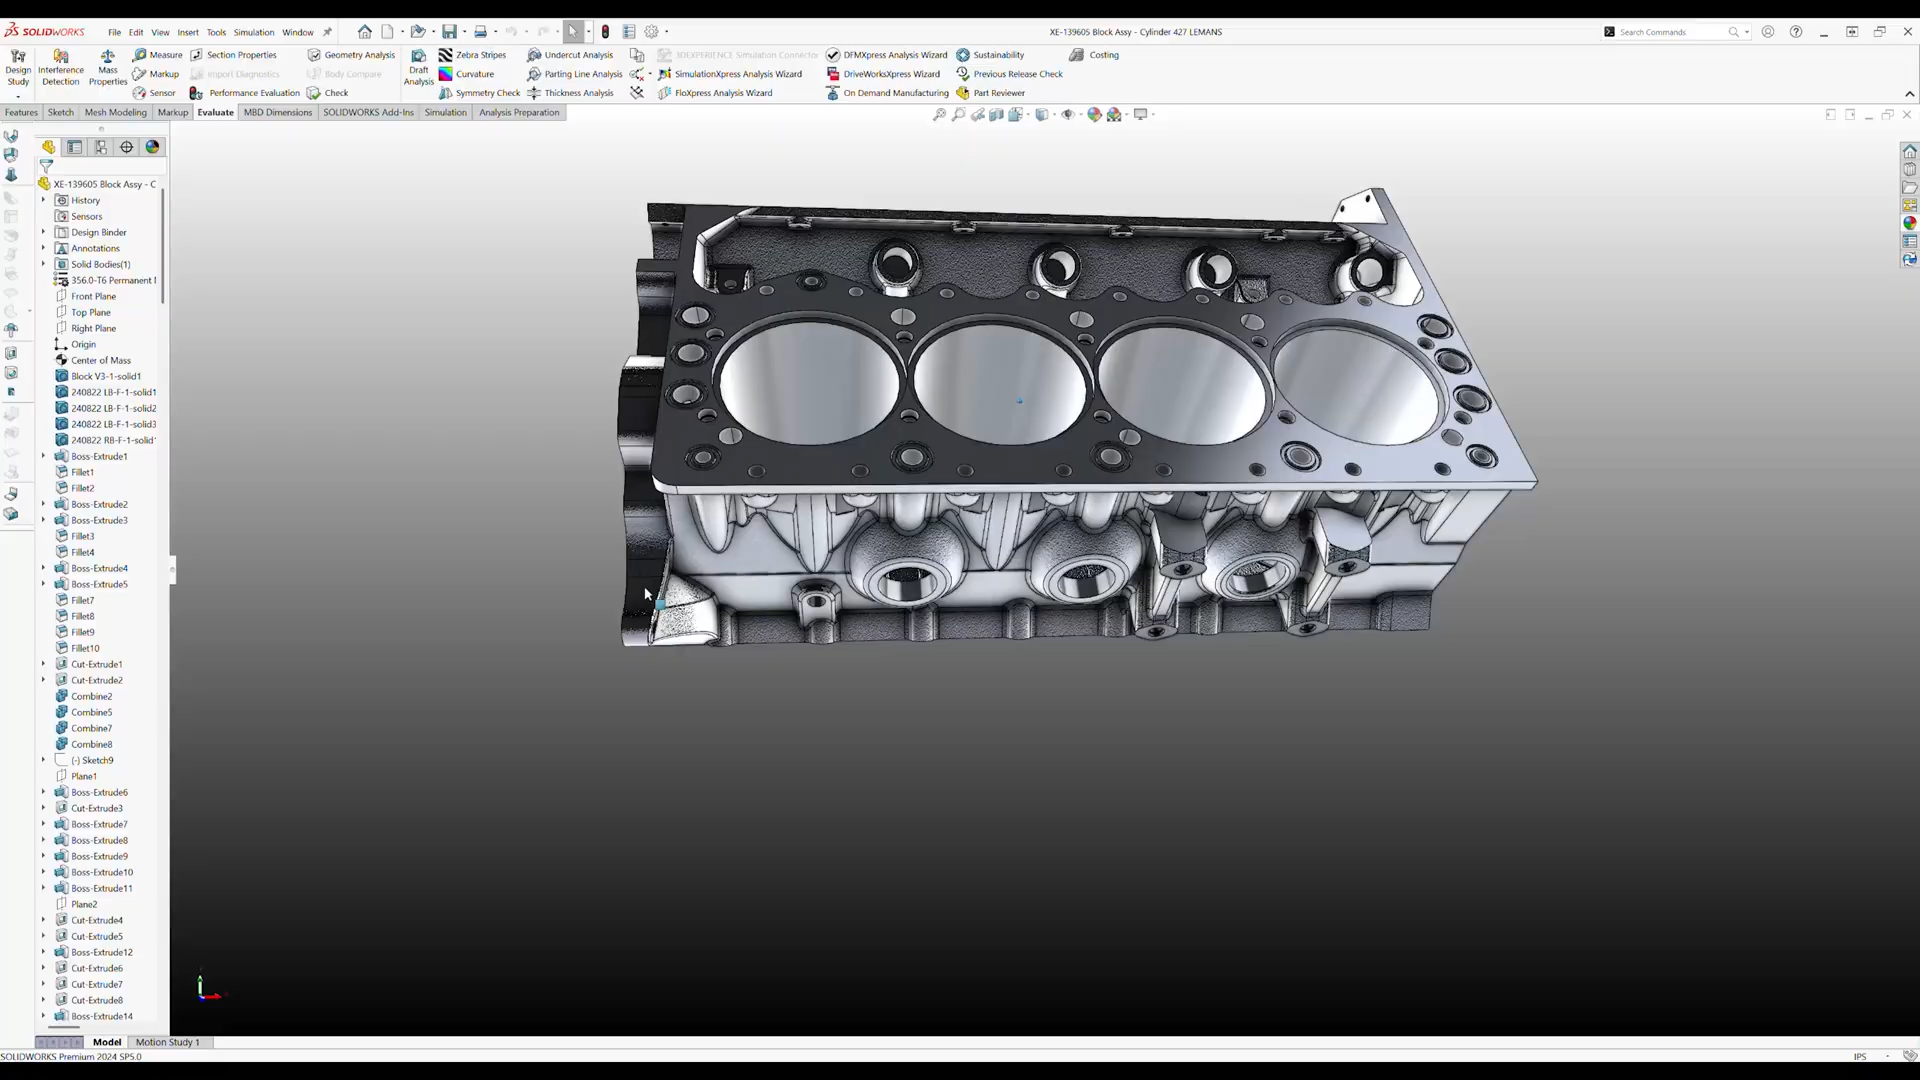 SOLIDWORKS File Edit View Insert Tools Simulation Window XE-139605 Block Assy - Cylinder 427 LEMANS Search Commands
Design Study
Interference Detection
Mass Properties
Measure
Markup
Sensor
Section Properties
Import Diagnostics
Performance Evaluation
Geometry Analysis
Body Compare
Check
Draft Analysis
Zebra Stripes
Curvature
Symmetry Check
Undercut Analysis
Parting Line Analysis
Thickness Analysis
3DEXPERIENCE Simulation Connector
SimulationXpress Analysis Wizard
FloXpress Analysis Wizard
DFMXpress Analysis Wizard
DriveWorksXpress Wizard
On Demand Manufacturing
Sustainability
Previous Release Check
Part Reviewer
Costing
Features Sketch Mesh Modeling Markup Evaluate MBD Dimensions SOLIDWORKS Add-Ins Simulation Analysis Preparation
XE-139605 Block Assy - C
History
Sensors
Design Binder
Annotations
Solid Bodies(1)
356.0-T6 Permanent
Front Plane
Top Plane
Right Plane
Origin
Center of Mass
Block V3-1-solid1
240822 LB-F-1-solid1
240822 LB-F-1-solid2
240822 LB-F-1-solid3
240822 RB-F-1-solid
Boss-Extrude1
Fillet1
Fillet2
Boss-Extrude2
Boss-Extrude3
Fillet3
Fillet4
Boss-Extrude4
Boss-Extrude5
Fillet7
Fillet8
Fillet9
Fillet10
Cut-Extrude1
Cut-Extrude2
Combine2
Combine5
Combine7
Combine8
(-) Sketch9
Plane1
Boss-Extrude6
Cut-Extrude3
Boss-Extrude7
Boss-Extrude8
Boss-Extrude9
Boss-Extrude10
Boss-Extrude11
Plane2
Cut-Extrude4
Cut-Extrude5
Boss-Extrude12
Cut-Extrude6
Cut-Extrude7
Cut-Extrude8
Boss-Extrude14
Model Motion Study 1
SOLIDWORKS Premium 2024 SP5.0 IPS